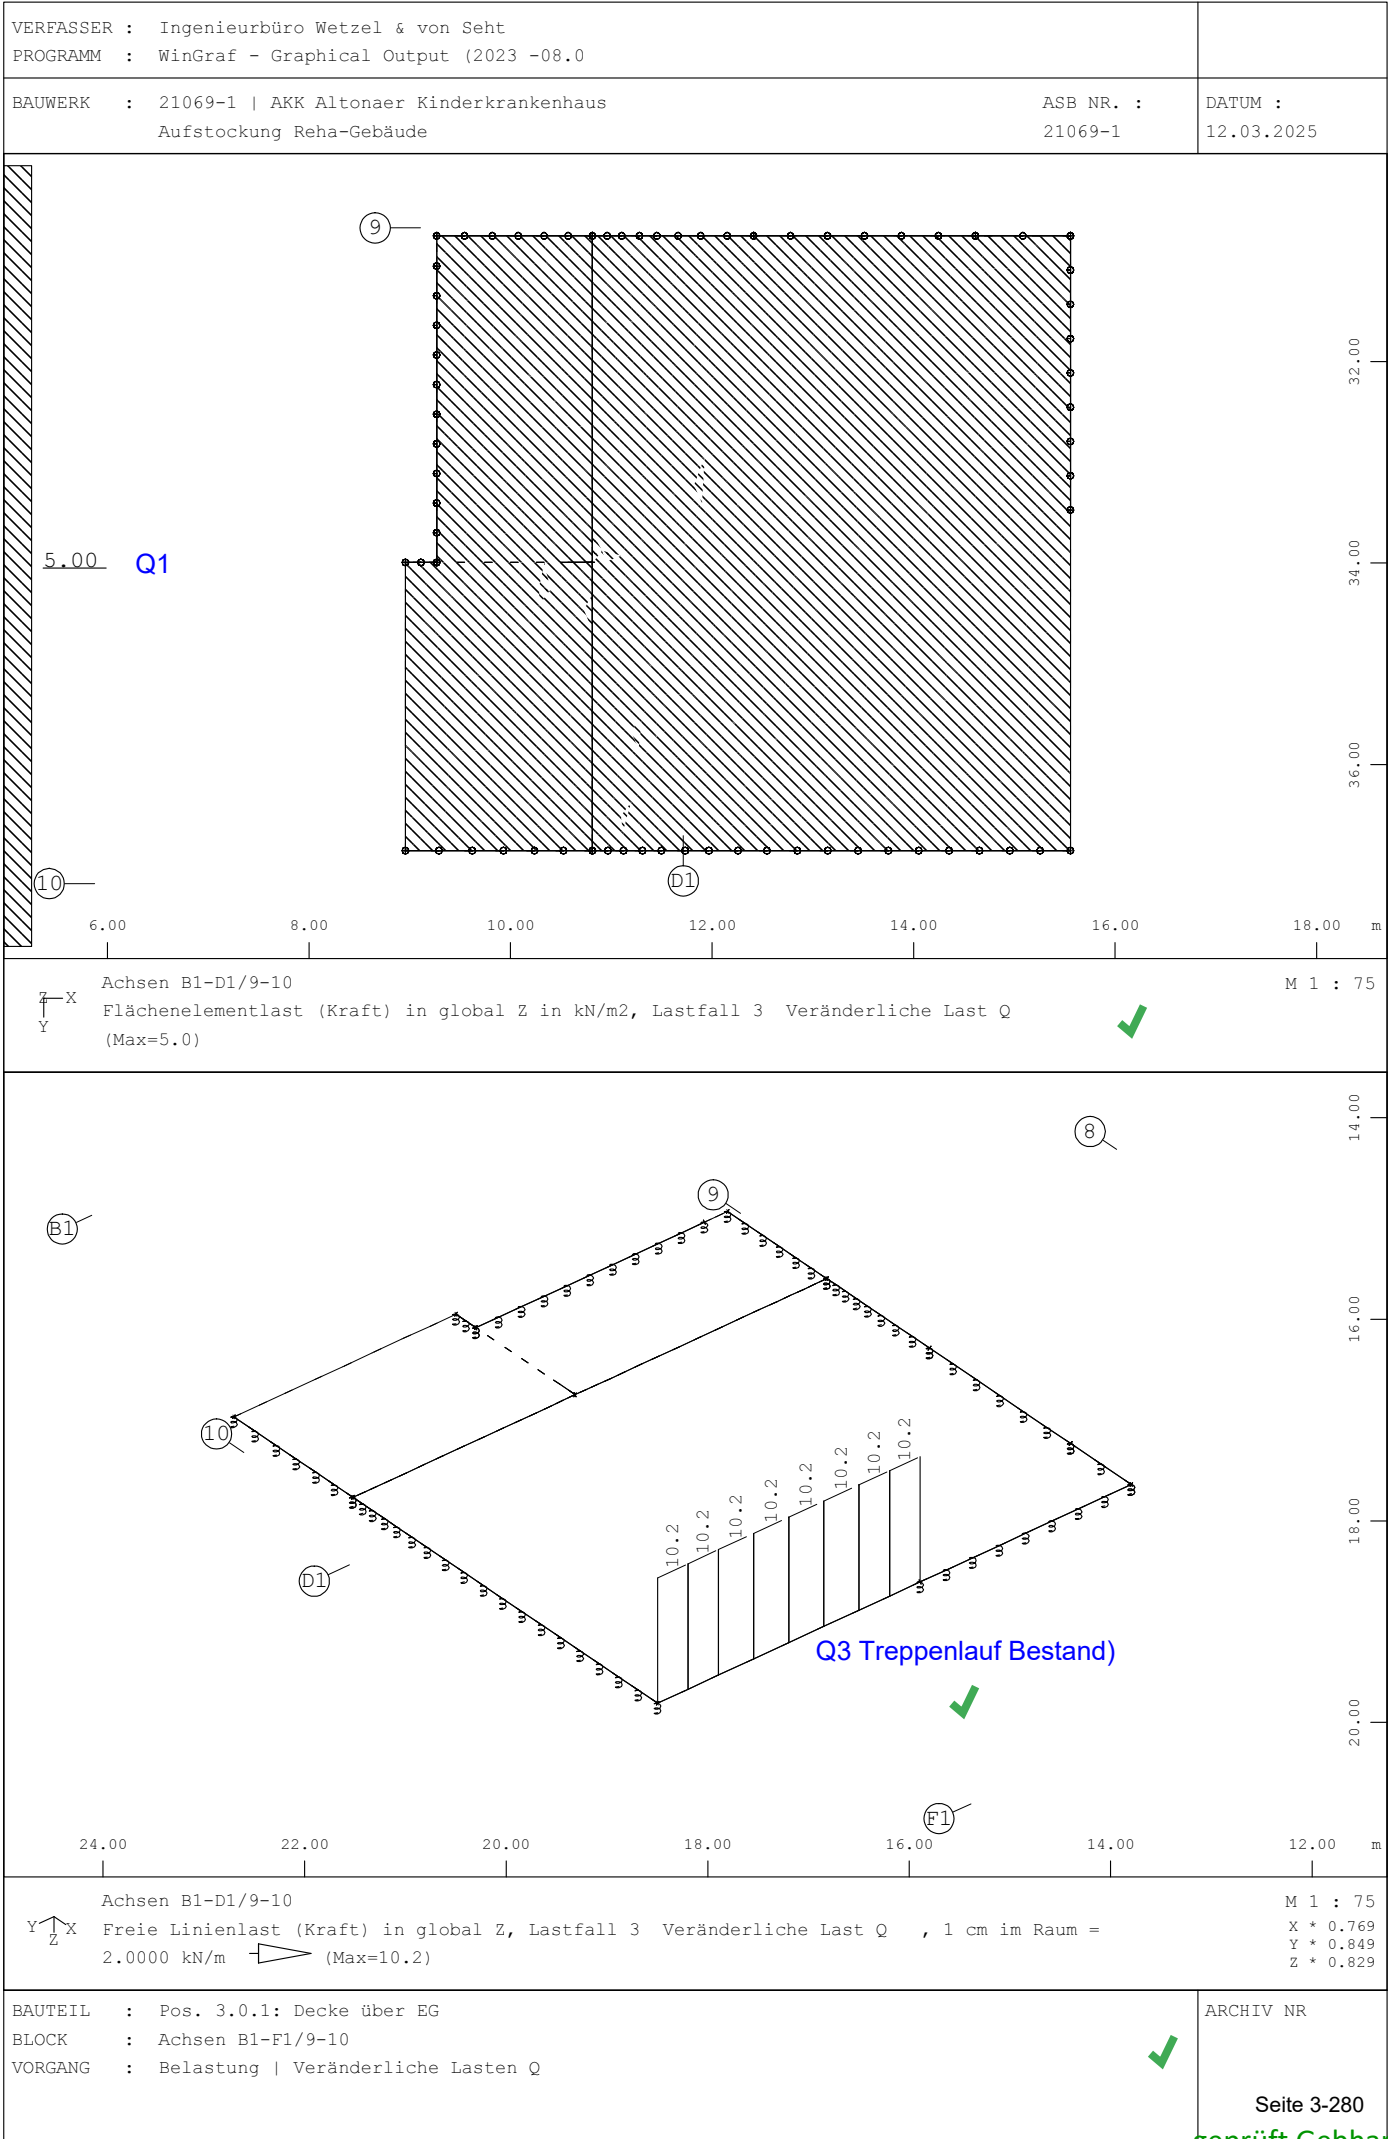 VERFASSER : Ingenieurbüro Wetzel & von Seht
PROGRAMM : WinGraf - Graphical Output (2023 -08.0
BAUWERK : 21069-1 | AKK Altonaer Kinderkrankenhaus
Aufstockung Reha-Gebäude
ASB NR. :
21069-1
DATUM :
12.03.2025
9
32.00
5.00 Q1
34.00
36.00
10
D1
6.00 8.00 10.00 12.00 14.00 16.00 18.00 m
Z X
Y
Achsen B1-D1/9-10
M 1 : 75
Flächenelementlast (Kraft) in global Z in kN/m2, Lastfall 3 Veränderliche Last Q
(Max=5.0)
14.00
8
9
B1
16.00
10
10.2 10.2 10.2 10.2 10.2 10.2 10.2 10.2
18.00
D1
Q3 Treppenlauf Bestand)
20.00
F1
24.00 22.00 20.00 18.00 16.00 14.00 12.00 m
Y X
Z
Achsen B1-D1/9-10
M 1 : 75
Freie Linienlast (Kraft) in global Z, Lastfall 3 Veränderliche Last Q , 1 cm im Raum =
2.0000 kN/m (Max=10.2)
X * 0.769
Y * 0.849
Z * 0.829
BAUTEIL : Pos. 3.0.1: Decke über EG
BLOCK : Achsen B1-F1/9-10
VORGANG : Belastung | Veränderliche Lasten Q
ARCHIV NR
Seite 3-280